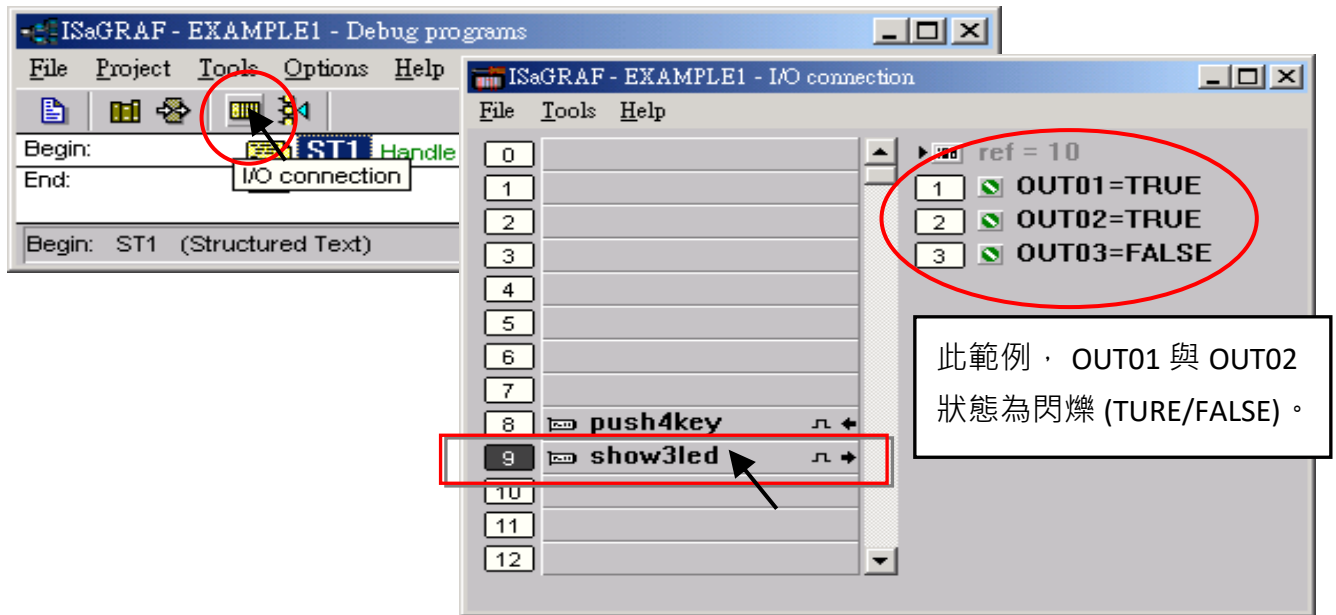 ISaGRAF - EXAMPLE1 - Debug programs
File Project Tools Options Help
Begin: ST1 Handle
End:
I/O connection
Begin: ST1 (Structured Text)
ISaGRAF - EXAMPLE1 - I/O connection
File Tools Help
0
1
2
3
4
5
6
7
8 push4key
9 show3led
10
11
12
ref = 10
1 OUT01=TRUE
2 OUT02=TRUE
3 OUT03=FALSE
此範例， OUT01 與 OUT02
狀態為閃爍 (TURE/FALSE)。